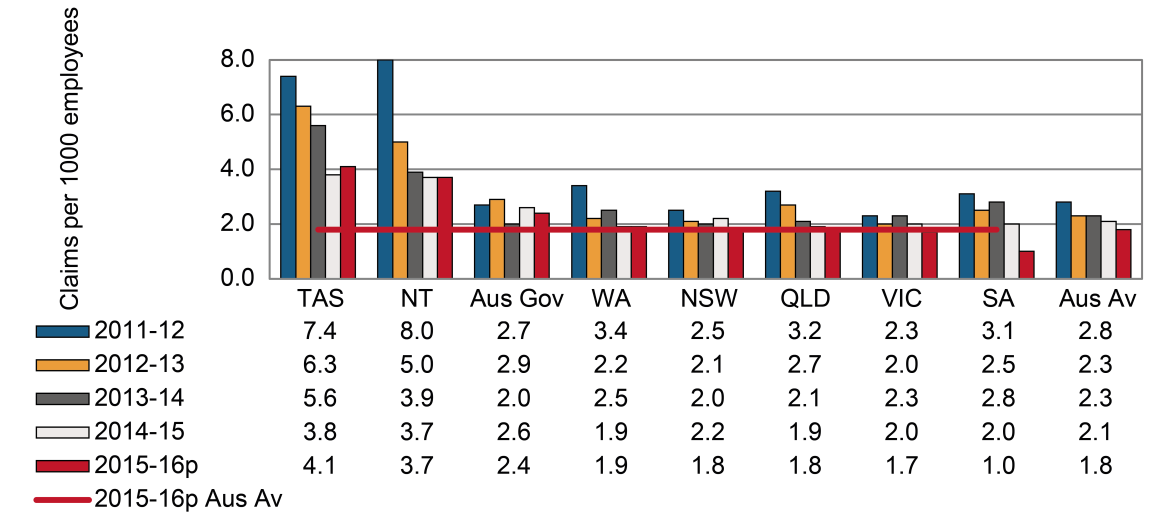 Claims per 1000 employees
8.0
6.0
4.0
2.0
0.0
TAS NT Aus Gov WA NSW QLD VIC SA Aus Av
2011-12 7.4 8.0 2.7 3.4 2.5 3.2 2.3 3.1 2.8
2012-13 6.3 5.0 2.9 2.2 2.1 2.7 2.0 2.5 2.3
2013-14 5.6 3.9 2.0 2.5 2.0 2.1 2.3 2.8 2.3
2014-15 3.8 3.7 2.6 1.9 2.2 1.9 2.0 2.0 2.1
2015-16p 4.1 3.7 2.4 1.9 1.8 1.8 1.7 1.0 1.8
2015-16p Aus Av